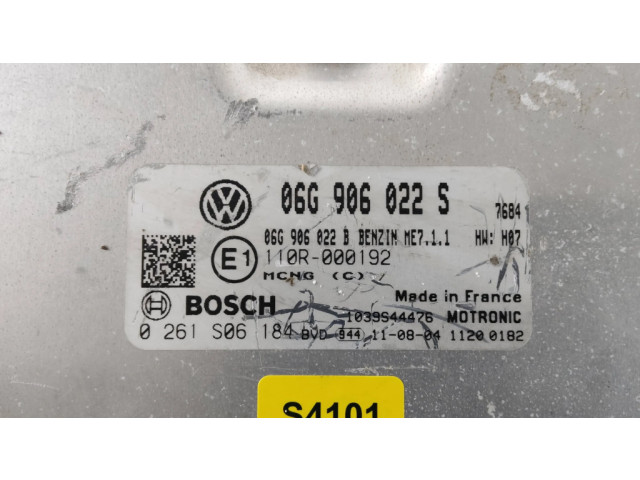 06G 906 022 S
7684
06G 906 022 B BENZIN ME7.1.1 HW: H07
E1 110R-000192
MCNG (C)
BOSCH Made in France
1039S44476 MOTRONIC
0 261 S06 184 BVD 944 11-08-04 1120 0182
S4101